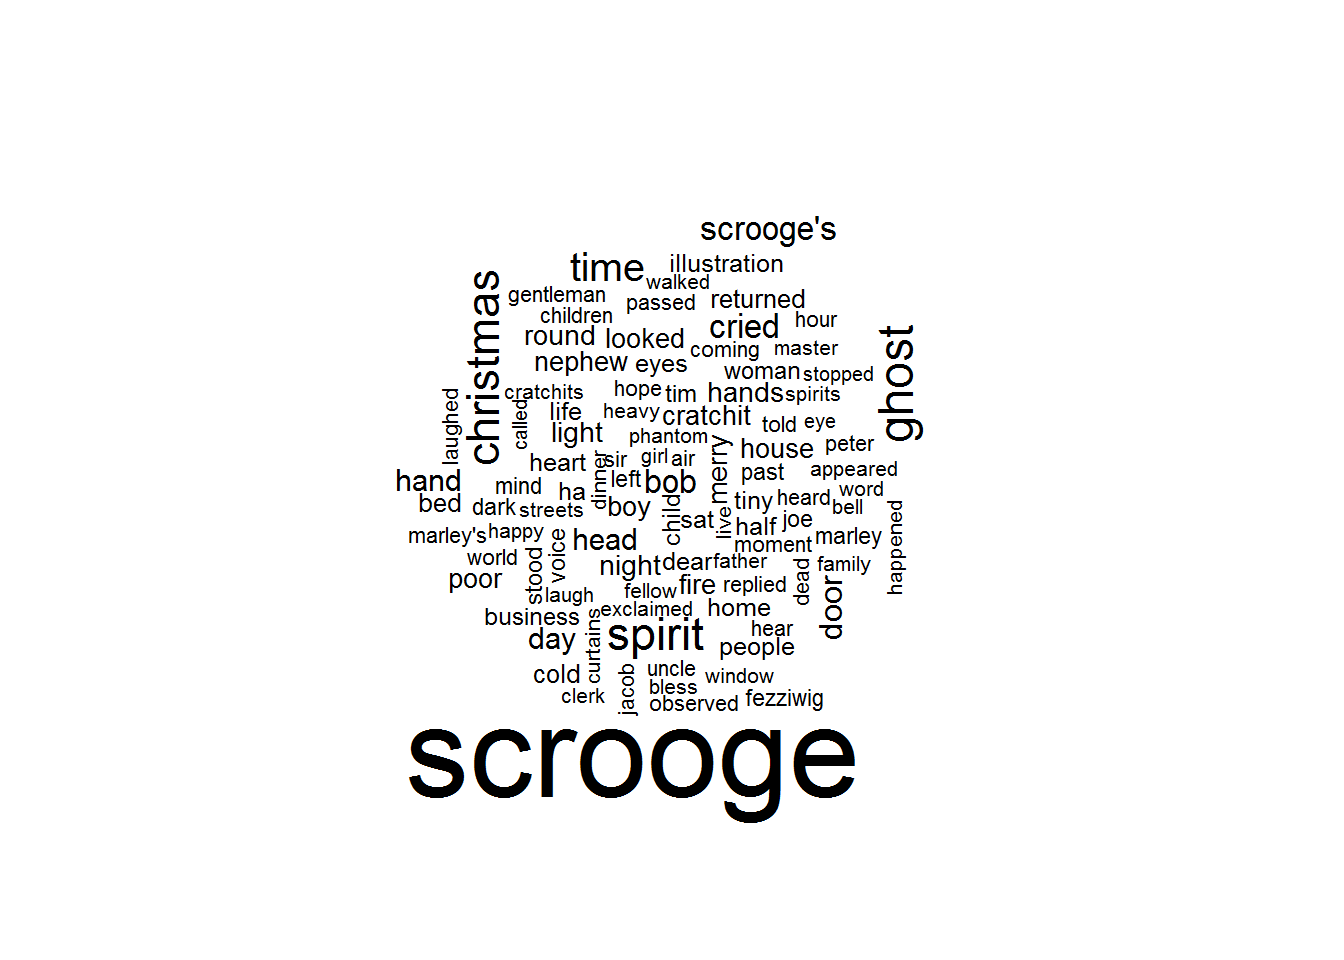 scrooge's
time
illustration
walked
christmas
gentleman
passed
returned
children
cried
hour
round
looked
ghost
nephew
eyes
coming
master
woman
stopped
cratchits
hope
tim
hands
spirits
laughed
called
life
heavy
cratchit
told
eye
light
phantom
merry
house
peter
heart
dinner
sir
girl
air
past
appeared
hand
mind
ha
left
bob
word
bed
dark
streets
boy
child
tiny
heard
bell
sat
live
half
joe
happened
marley's
happy
head
moment
marley
world
stood
voice
night
dear
father
dead
family
poor
laugh
fellow
fire
replied
door
business
curtains
exclaimed
home
day
spirit
hear
people
cold
jacob
uncle
window
clerk
bless
observed
fezziwig
scrooge